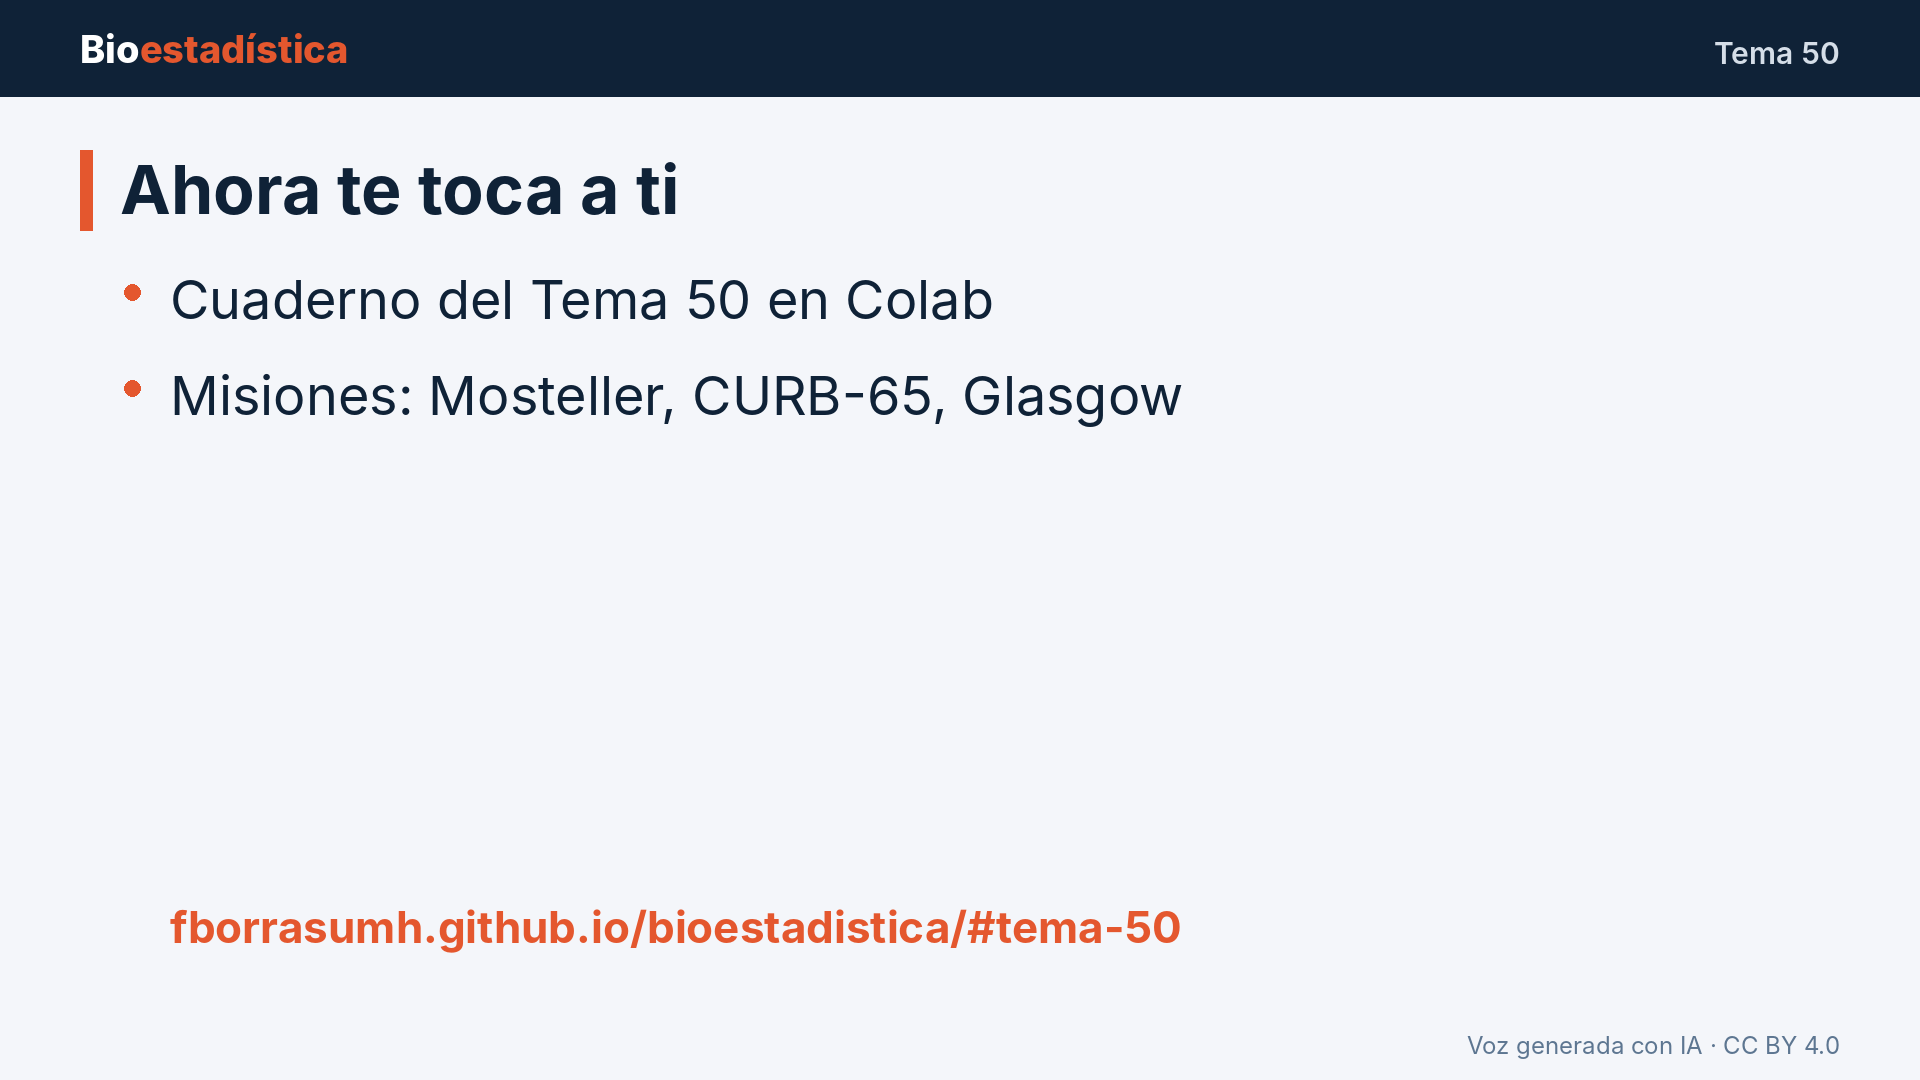 Bioestadística
Tema 50
Ahora te toca a ti
• Cuaderno del Tema 50 en Colab
• Misiones: Mosteller, CURB-65, Glasgow
fborrasumh.github.io/bioestadistica/#tema-50
Voz generada con IA · CC BY 4.0